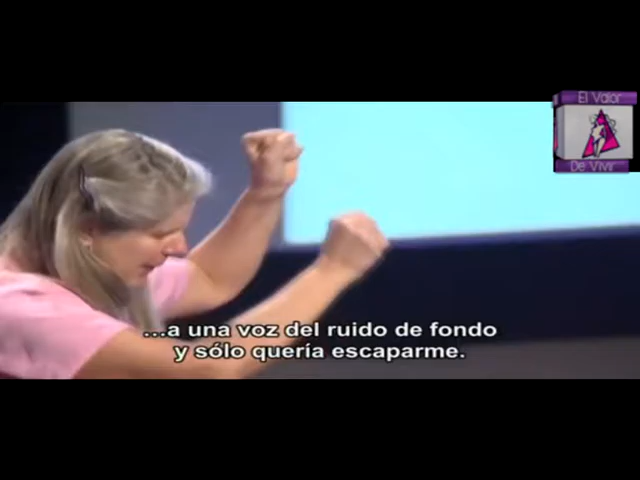 El Valor
De Vivir
...a una voz del ruido de fondo
y sólo quería escaparme.